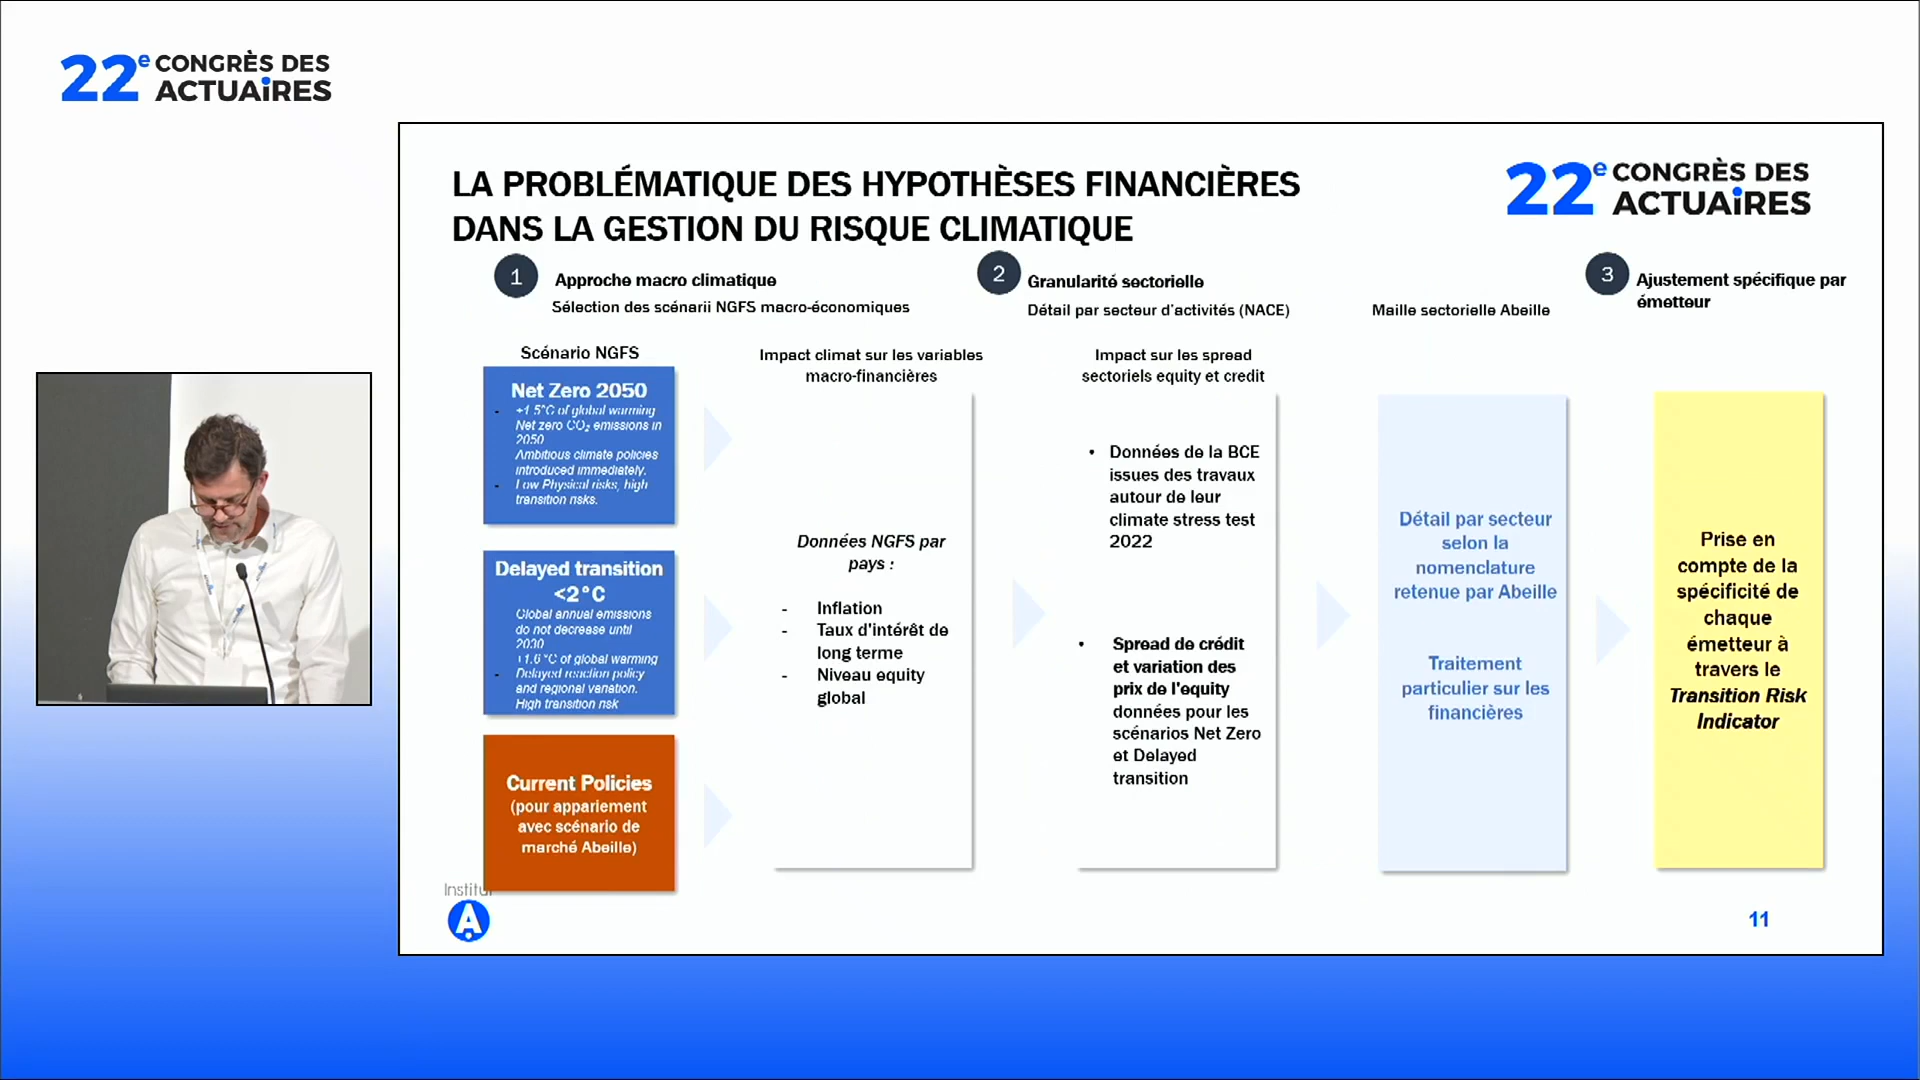 22e CONGRÈS DES
ACTUAiRES
LA PROBLÉMATIQUE DES HYPOTHÈSES FINANCIÈRES
DANS LA GESTION DU RISQUE CLIMATIQUE
22e CONGRÈS DES
ACTUAiRES
1
Approche macro climatique
Sélection des scénarii NGFS macro-économiques
Scénario NGFS
Net Zero 2050
- +1.5°C of global warming
Net zero CO₂ emissions in
2050
Ambitious climate policies
introduced immediately.
- Low Physical risks, high
transition risks.
Delayed transition
<2°C
Global annual emissions
do not decrease until
2030
+1.6 °C of global warming
- Delayed reaction policy
and regional variation.
High transition risk
Current Policies
(pour appariement
avec scénario de
marché Abeille)
Impact climat sur les variables
macro-financières
Données NGFS par
pays :
- Inflation
- Taux d'intérêt de
long terme
- Niveau equity
global
2
Granularité sectorielle
Détail par secteur d'activités (NACE)
Impact sur les spread
sectoriels equity et credit
• Données de la BCE
issues des travaux
autour de leur
climate stress test
2022
• Spread de crédit
et variation des
prix de l'equity
données pour les
scénarios Net Zero
et Delayed
transition
Maille sectorielle Abeille
Détail par secteur
selon la
nomenclature
retenue par Abeille
Traitement
particulier sur les
financières
3
Ajustement spécifique par
émetteur
Prise en
compte de la
spécificité de
chaque
émetteur à
travers le
Transition Risk
Indicator
A
11